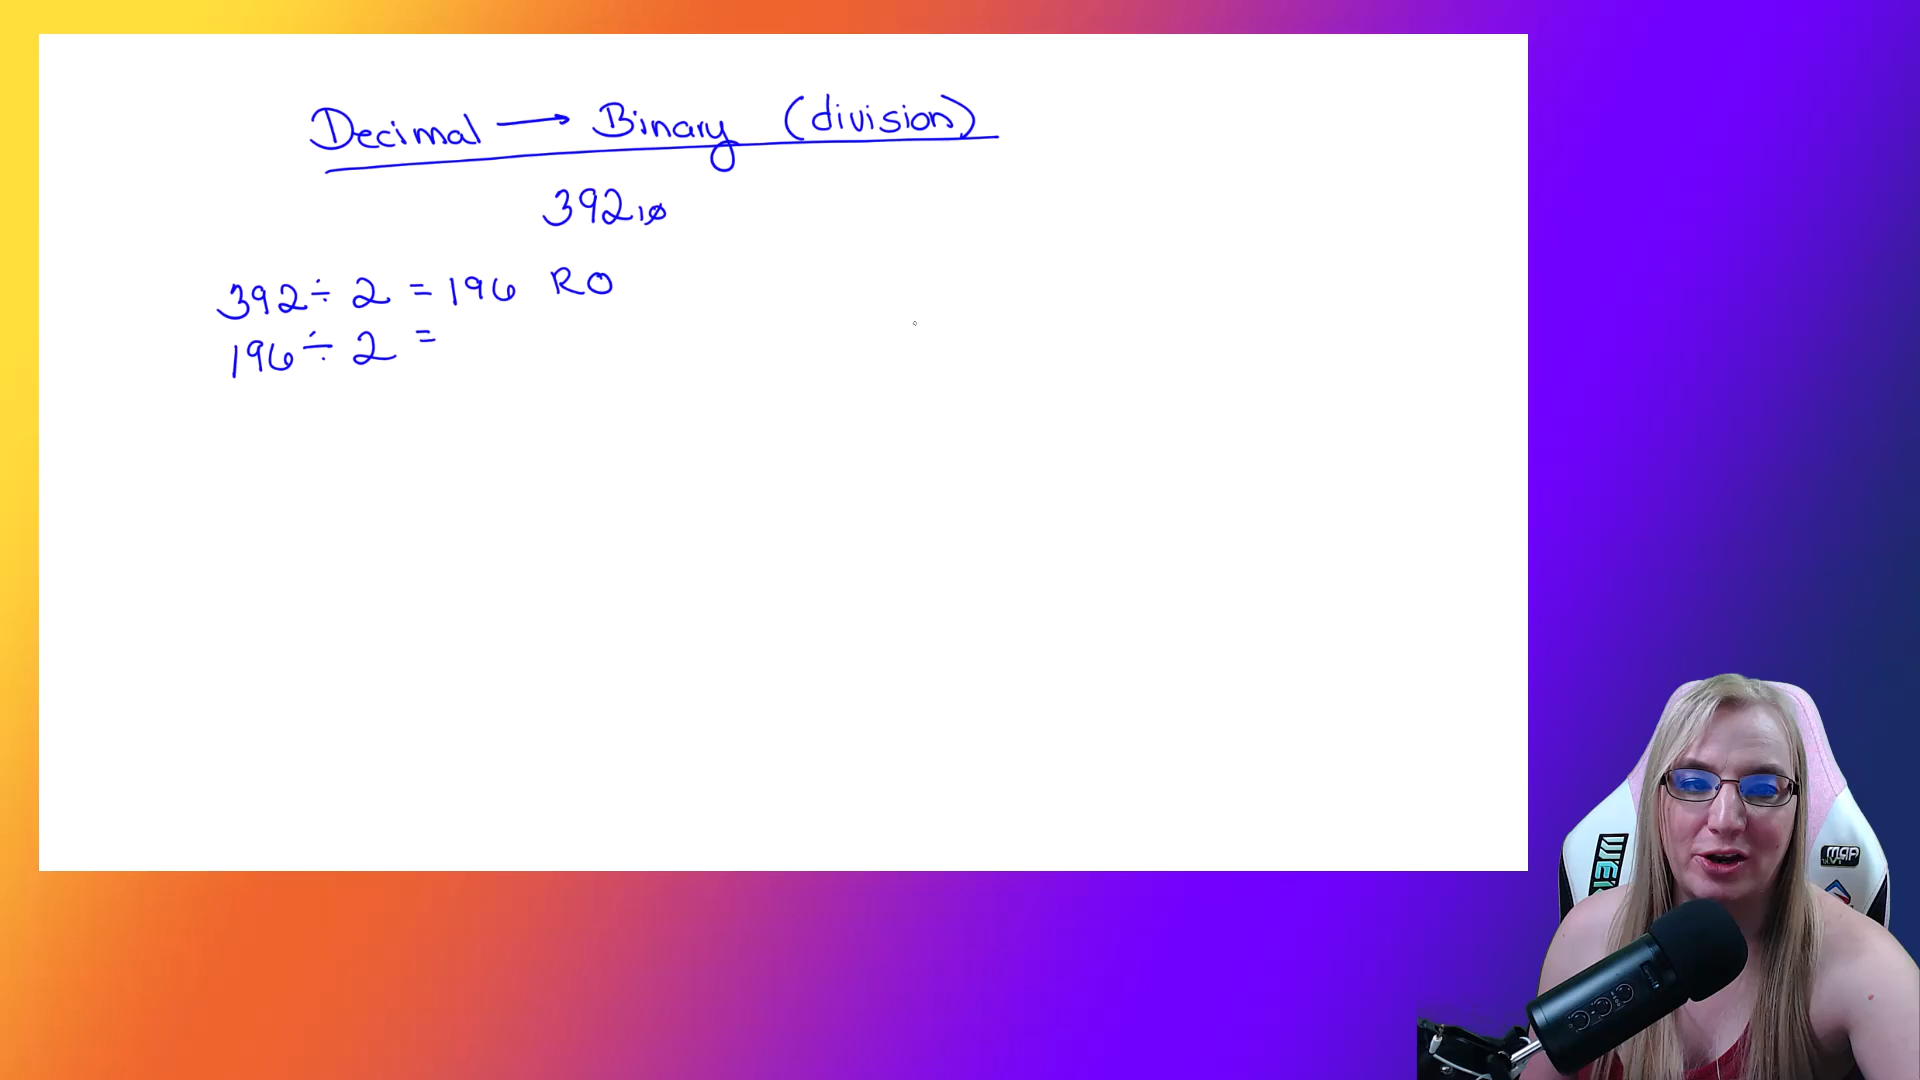 Decimal → Binary (division)
392₁₀
392 ÷ 2 = 196 R0
196 ÷ 2 =